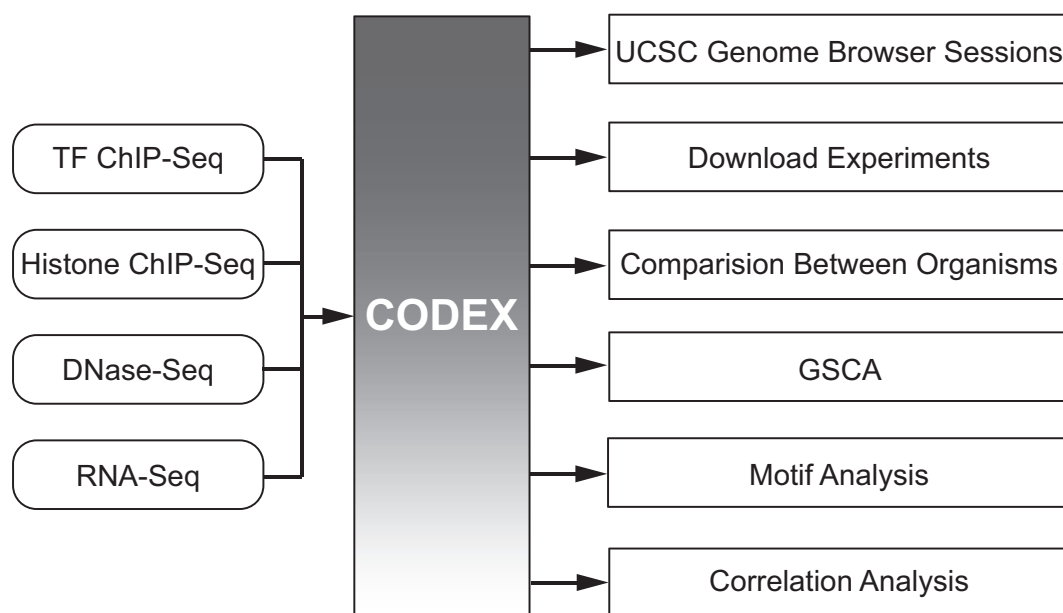 TF ChIP-Seq
Histone ChIP-Seq
DNase-Seq
RNA-Seq
CODEX
UCSC Genome Browser Sessions
Download Experiments
Comparision Between Organisms
GSCA
Motif Analysis
Correlation Analysis